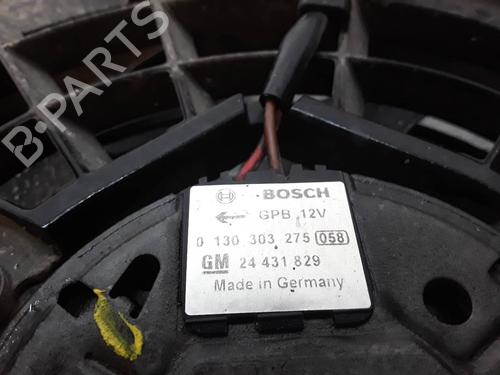 B-PARTS
BOSCH
GPB 12V
0 130 303 275 058
GM 24 431 829
Made in Germany